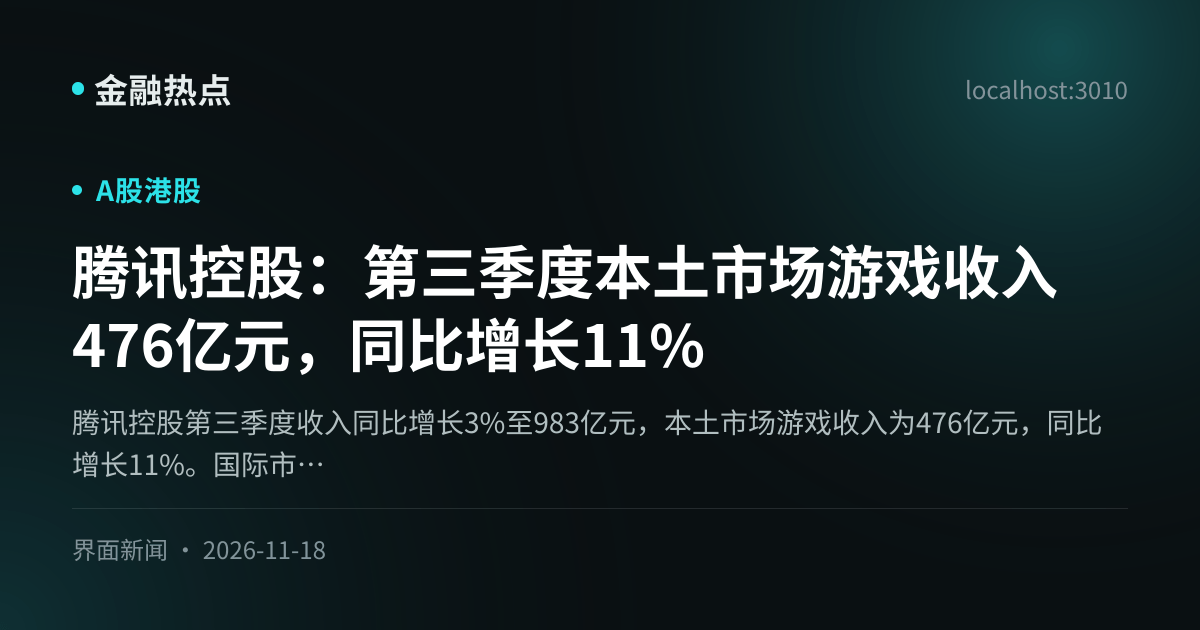 金融热点
localhost:3010
A股港股
腾讯控股：第三季度本土市场游戏收入
476亿元，同比增长11%
腾讯控股第三季度收入同比增长3%至983亿元，本土市场游戏收入为476亿元，同比
增长11%。国际市…
界面新闻 • 2026-11-18